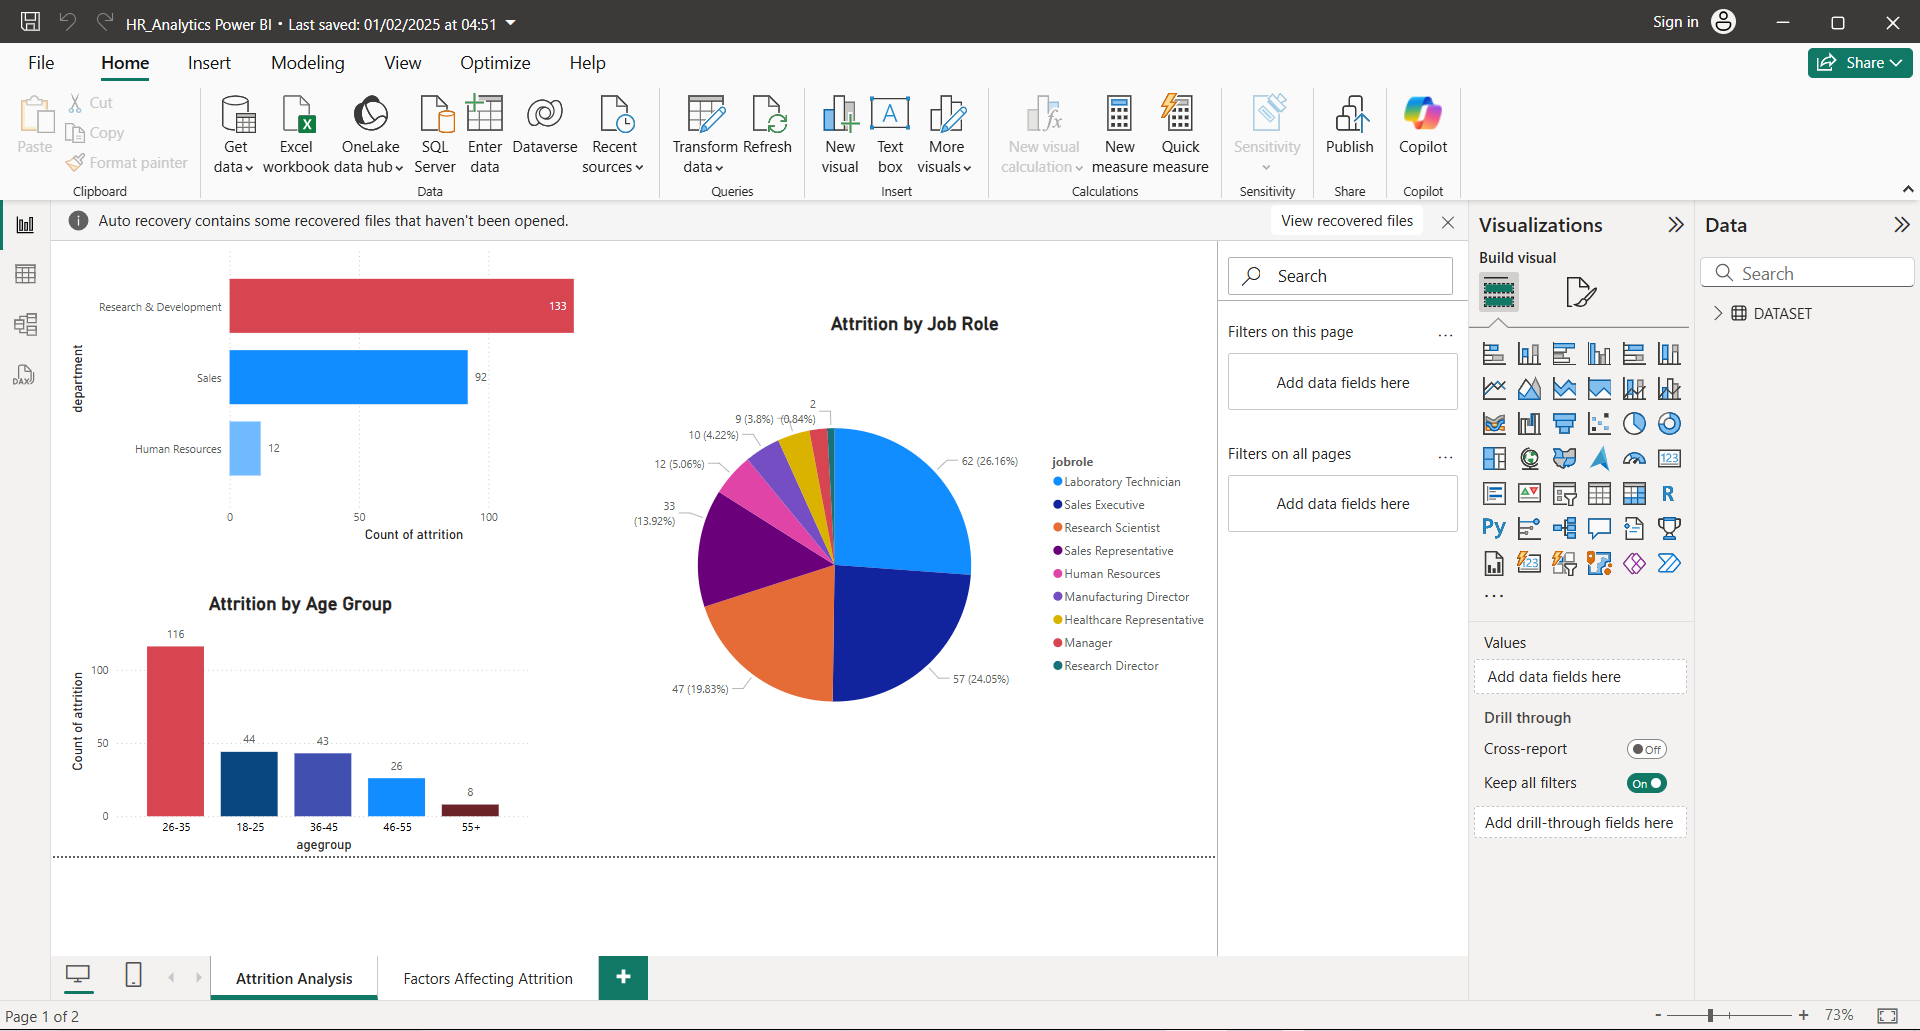 HR_Analytics Power BI • Last saved: 01/02/2025 at 04:51
Sign in
File Home Insert Modeling View Optimize Help
Share
Paste
Cut
Copy
Format painter
Clipboard
Get data
Excel workbook
OneLake data hub
SQL Server
Enter data
Dataverse
Recent sources
Data
Transform data
Refresh
Queries
New visual
Text box
More visuals
Insert
New visual calculation
New measure
Quick measure
Calculations
Sensitivity
Sensitivity
Publish
Share
Copilot
Copilot
Auto recovery contains some recovered files that haven't been opened.
View recovered files
department
Research & Development
133
Sales
92
Human Resources
12
0 50 100
Count of attrition
Attrition by Age Group
Count of attrition
100
50
0
116
44
43
26
8
26-35 18-25 36-45 46-55 55+
agegroup
Attrition by Job Role
2
(0.84%)
9 (3.8%)
10 (4.22%)
12 (5.06%)
33
(13.92%)
47 (19.83%)
57 (24.05%)
62 (26.16%)
jobrole
Laboratory Technician
Sales Executive
Research Scientist
Sales Representative
Human Resources
Manufacturing Director
Healthcare Representative
Manager
Research Director
Search
Filters on this page
...
Add data fields here
Filters on all pages
...
Add data fields here
Visualizations
Build visual
123
R
Py
123
...
Values
Add data fields here
Drill through
Cross-report
Off
Keep all filters
On
Add drill-through fields here
Data
Search
DATASET
DAX
Attrition Analysis
Factors Affecting Attrition
+
Page 1 of 2
- + 73%